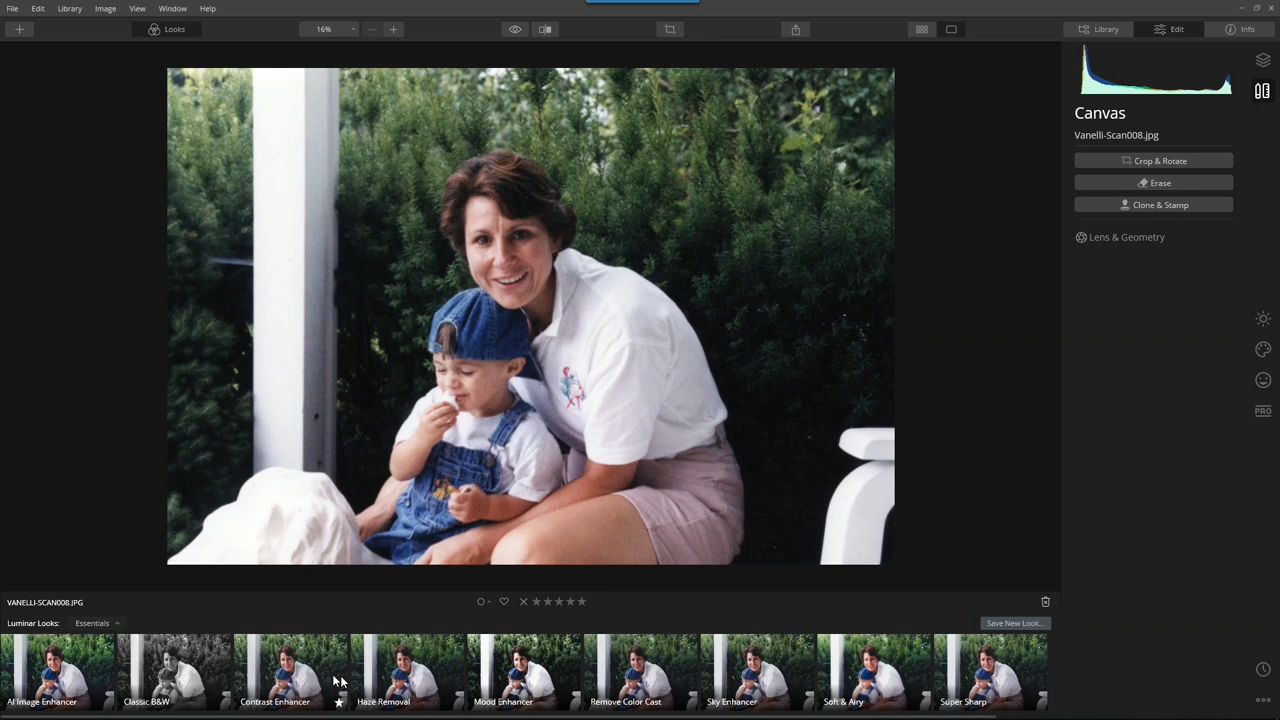 File Edit Library Image View Window Help
Looks 16% Library Edit Info
Canvas
Vanelli-Scan008.jpg
Crop & Rotate
Erase
Clone & Stamp
Lens & Geometry
PRO
VANELLI-SCAN008.JPG
Luminar Looks: Essentials Save New Look...
AI Image Enhancer Classic B&W Contrast Enhancer Haze Removal Mood Enhancer Remove Color Cast Sky Enhancer Soft & Airy Super Sharp